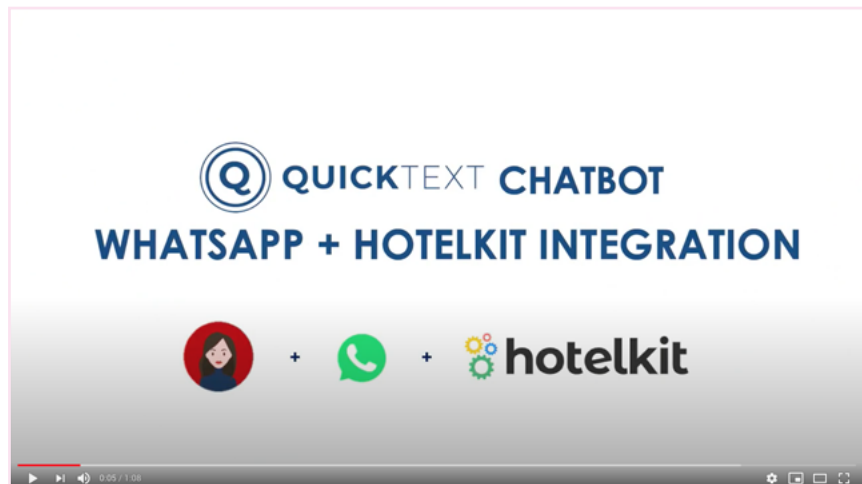 Q QUICKTEXT CHATBOT
WHATSAPP + HOTELKIT INTEGRATION
+ + hotelkit
0:05 / 1:08